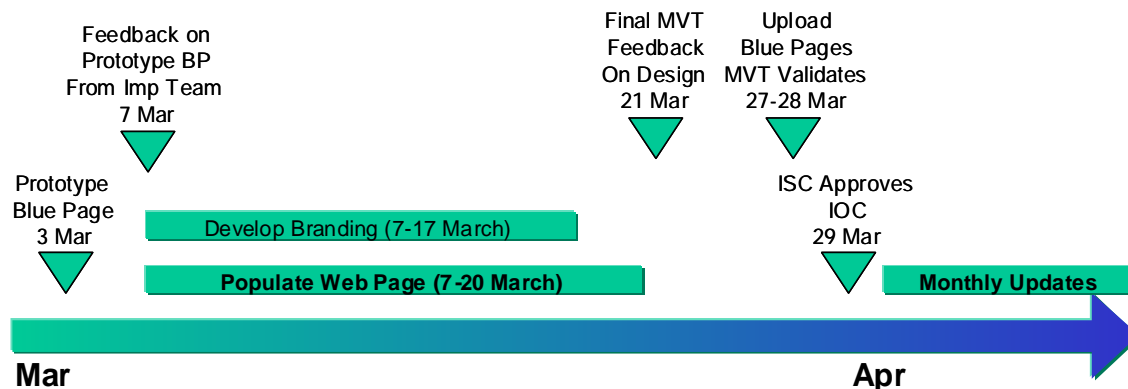 Feedback on
Prototype BP
From Imp Team
7 Mar
Final MVT
Feedback
On Design
21 Mar
Upload
Blue Pages
MVT Validates
27-28 Mar
Prototype
Blue Page
3 Mar
ISC Approves
IOC
29 Mar
Develop Branding (7-17 March)
Populate Web Page (7-20 March)
Monthly Updates
Mar
Apr